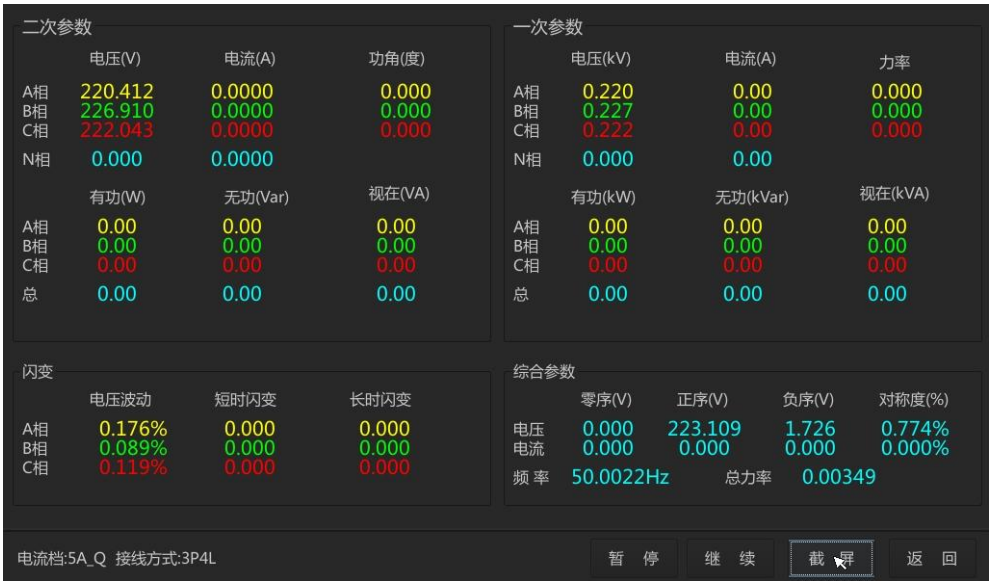 二次参数
电压(V) 电流(A) 功角(度)
A相 220.412 0.0000 0.000
B相 226.910 0.0000 0.000
C相 222.043 0.0000 0.000
N相 0.000 0.0000
有功(W) 无功(Var) 视在(VA)
A相 0.00 0.00 0.00
B相 0.00 0.00 0.00
C相 0.00 0.00 0.00
总 0.00 0.00 0.00
一次参数
电压(kV) 电流(A) 力率
A相 0.220 0.00 0.000
B相 0.227 0.00 0.000
C相 0.222 0.00 0.000
N相 0.000 0.00
有功(kW) 无功(kVar) 视在(kVA)
A相 0.00 0.00 0.00
B相 0.00 0.00 0.00
C相 0.00 0.00 0.00
总 0.00 0.00 0.00
闪变
电压波动 短时闪变 长时闪变
A相 0.176% 0.000 0.000
B相 0.089% 0.000 0.000
C相 0.119% 0.000 0.000
综合参数
零序(V) 正序(V) 负序(V) 对称度(%)
电压 0.000 223.109 1.726 0.774%
电流 0.000 0.000 0.000 0.000%
频 率 50.0022Hz 总力率 0.00349
电流档:5A_Q 接线方式:3P4L
暂 停 继 续 截 屏 返 回